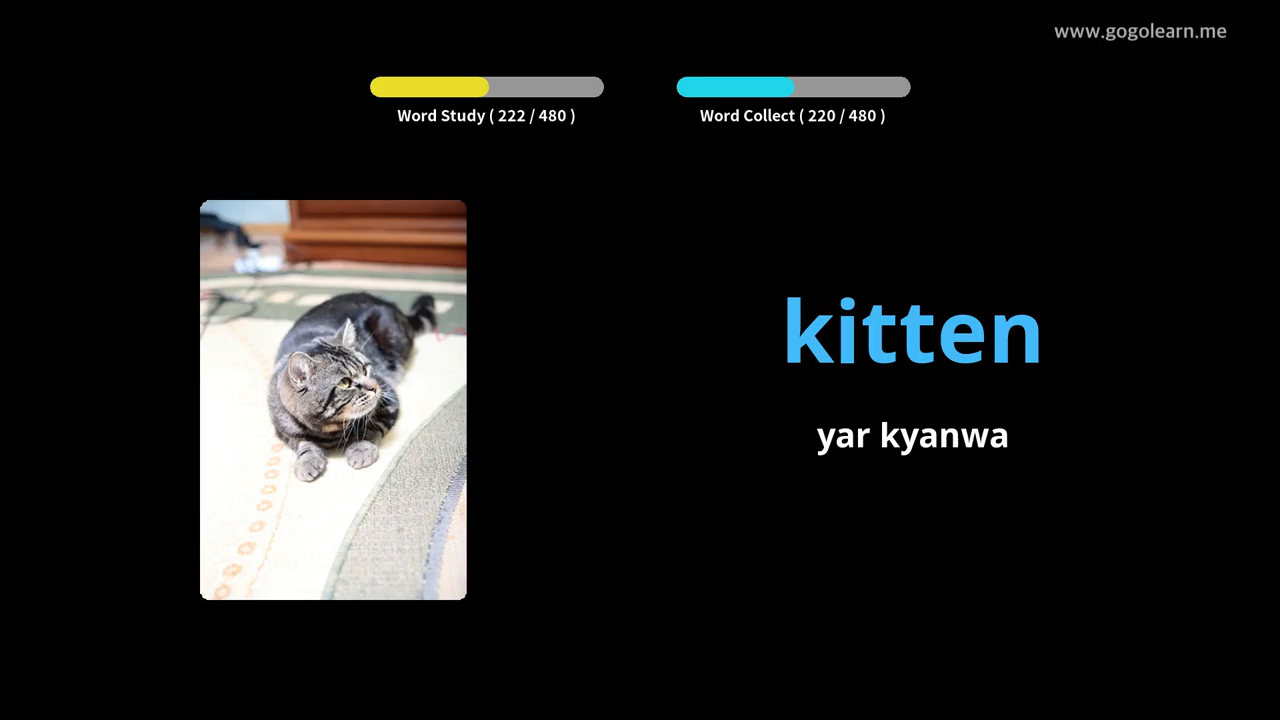 www.gogolearn.me
Word Study ( 222 / 480 )
Word Collect ( 220 / 480 )
kitten
yar kyanwa